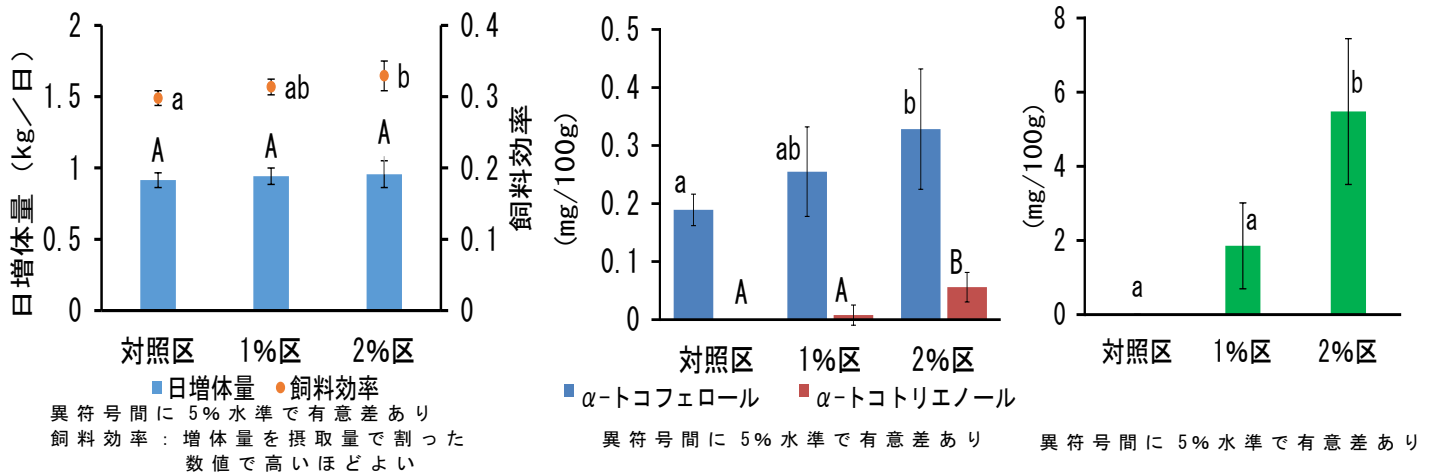 日増体量 (kg/日)
2
1.5
1
0.5
0
a
ab
b
A
A
A
0.4
0.3
0.2
0.1
0
飼料効率
対照区 1%区 2%区
日増体量 飼料効率
異符号間に 5%水準で有意差あり
飼料効率：増体量を摂取量で割った
数値で高いほどよい
(mg/100g)
0.5
0.4
0.3
0.2
0.1
0
a
ab
b
A
A
B
対照区 1%区 2%区
α-トコフェロール α-トコトリエノール
異符号間に 5%水準で有意差あり
(mg/100g)
8
6
4
2
0
a
a
b
対照区 1%区 2%区
異符号間に 5%水準で有意差あり